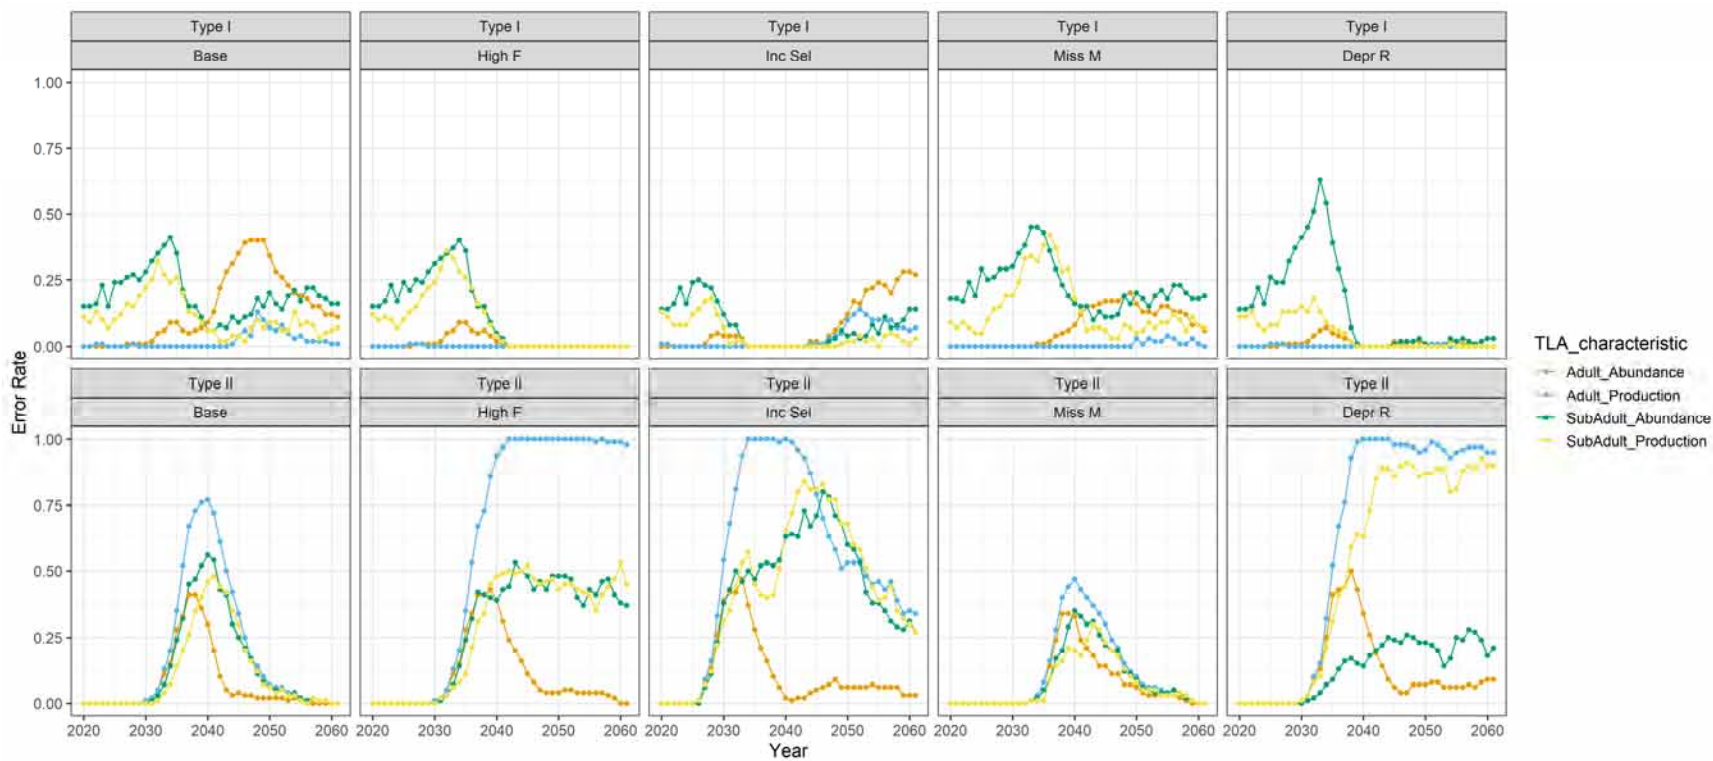 Type I Type I Type I Type I Type I
Base High F Inc Sel Miss M Depr R
1.00
0.75
0.50
0.25
0.00
Type II Type II Type II Type II Type II
Base High F Inc Sel Miss M Depr R
1.00
0.75
0.50
0.25
0.00
2020 2030 2040 2050 2060 2020 2030 2040 2050 2060 2020 2030 2040 2050 2060 2020 2030 2040 2050 2060 2020 2030 2040 2050 2060
Year
Error Rate
TLA_characteristic
Adult_Abundance
Adult_Production
SubAdult_Abundance
SubAdult_Production